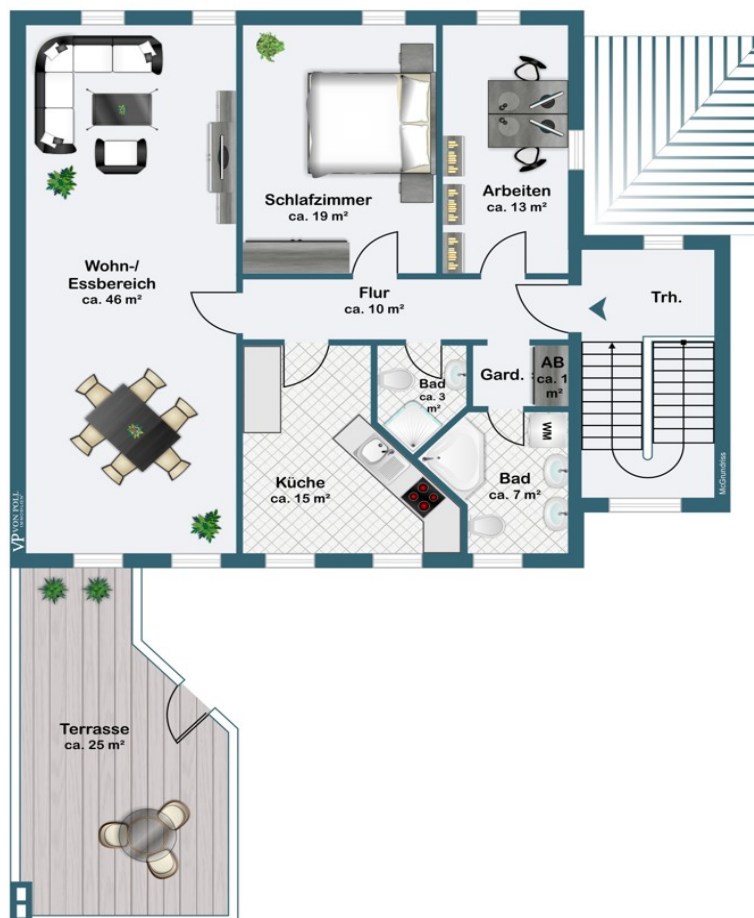 Schlafzimmer
ca. 19 m²
Arbeiten
ca. 13 m²
Wohn-/
Essbereich
ca. 46 m²
Flur
ca. 10 m²
Trh.
Gard.
AB
ca. 1
m²
Bad
ca. 3
m²
WM
Küche
ca. 15 m²
Bad
ca. 7 m²
VP VON POLL
IMMOBILIEN
McGrundriss
Terrasse
ca. 25 m²